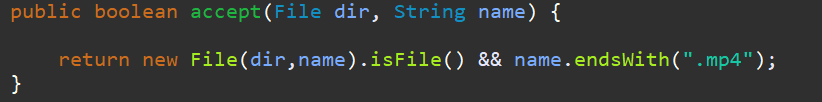 public boolean accept(File dir, String name) {
    return new File(dir,name).isFile() && name.endsWith(".mp4");
}